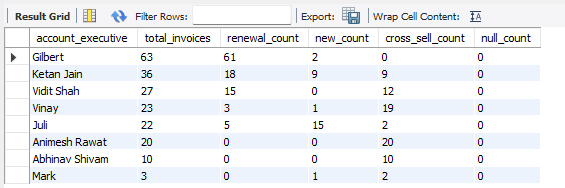 Result Grid Filter Rows: Export: Wrap Cell Content:
account_executive total_invoices renewal_count new_count cross_sell_count null_count
Gilbert 63 61 2 0 0
Ketan Jain 36 18 9 9 0
Vidit Shah 27 15 0 12 0
Vinay 23 3 1 19 0
Juli 22 5 15 2 0
Animesh Rawat 20 0 0 20 0
Abhinav Shivam 10 0 0 10 0
Mark 3 0 1 2 0